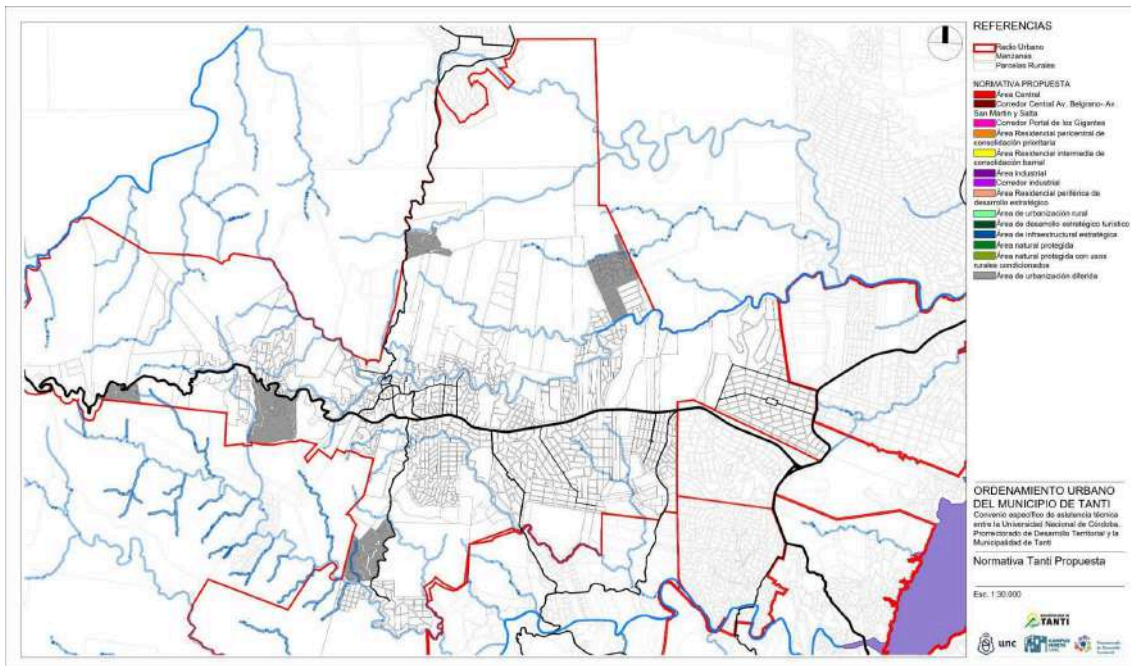 REFERENCIAS
Radio Urbano
Manzanas
Parcelas Rurales
NORMATIVA PROPUESTA
Área Central
Corredor Central Av. Belgrano- Av.
San Martin y Salta
Corredor Portal de los Gigantes
Área Residencial pericentral de
consolidación prioritaria
Área Residencial intermedia de
consolidación barrial
Área industrial
Corredor industrial
Área Residencial periférica de
desarrollo estratégico
Área de urbanización rural
Área de desarrollo estratégico turístico
Área de infraestructural estratégica
Área natural protegida
Área natural protegida con usos
rurales condicionados
Área de urbanización diferida
ORDENAMIENTO URBANO
DEL MUNICIPIO DE TANTI
Convenio específico de asistencia técnica
entre la Universidad Nacional de Córdoba,
Prorrectorado de Desarrollo Territorial y la
Municipalidad de Tanti
Normativa Tanti Propuesta
Esc. 1:30.000
TANTI
unc